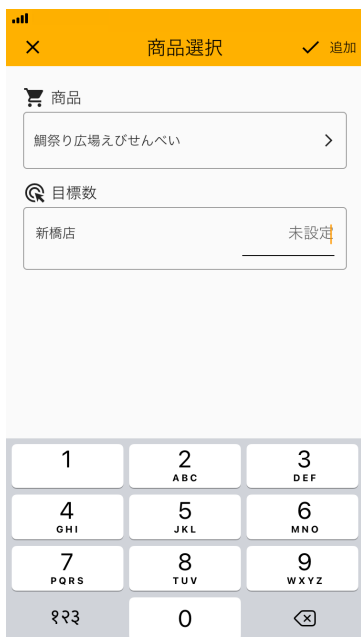 商品選択
追加
商品
鯛祭り広場えびせんべい
目標数
新橋店 未設定
1 2 3
ABC DEF
4 5 6
GHI JKL MNO
7 8 9
PQRS TUV WXYZ
१२३ 0